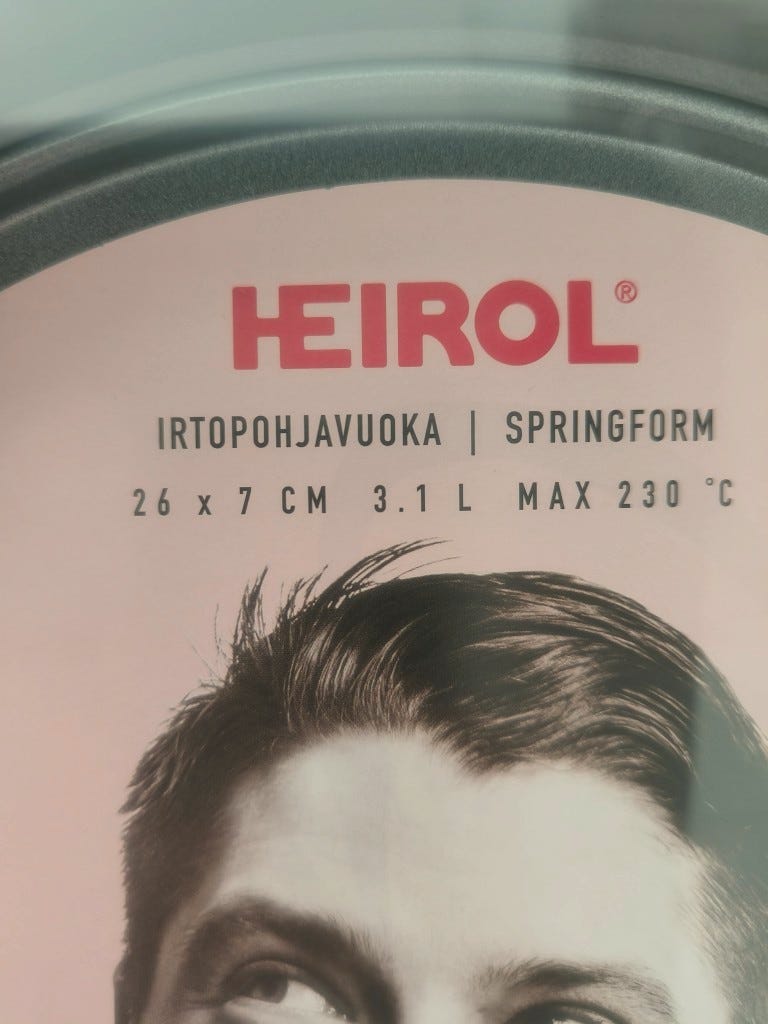 HEIROL®
IRTOPOHJAVUOKA | SPRINGFORM
26 x 7 CM 3.1 L MAX 230 °C